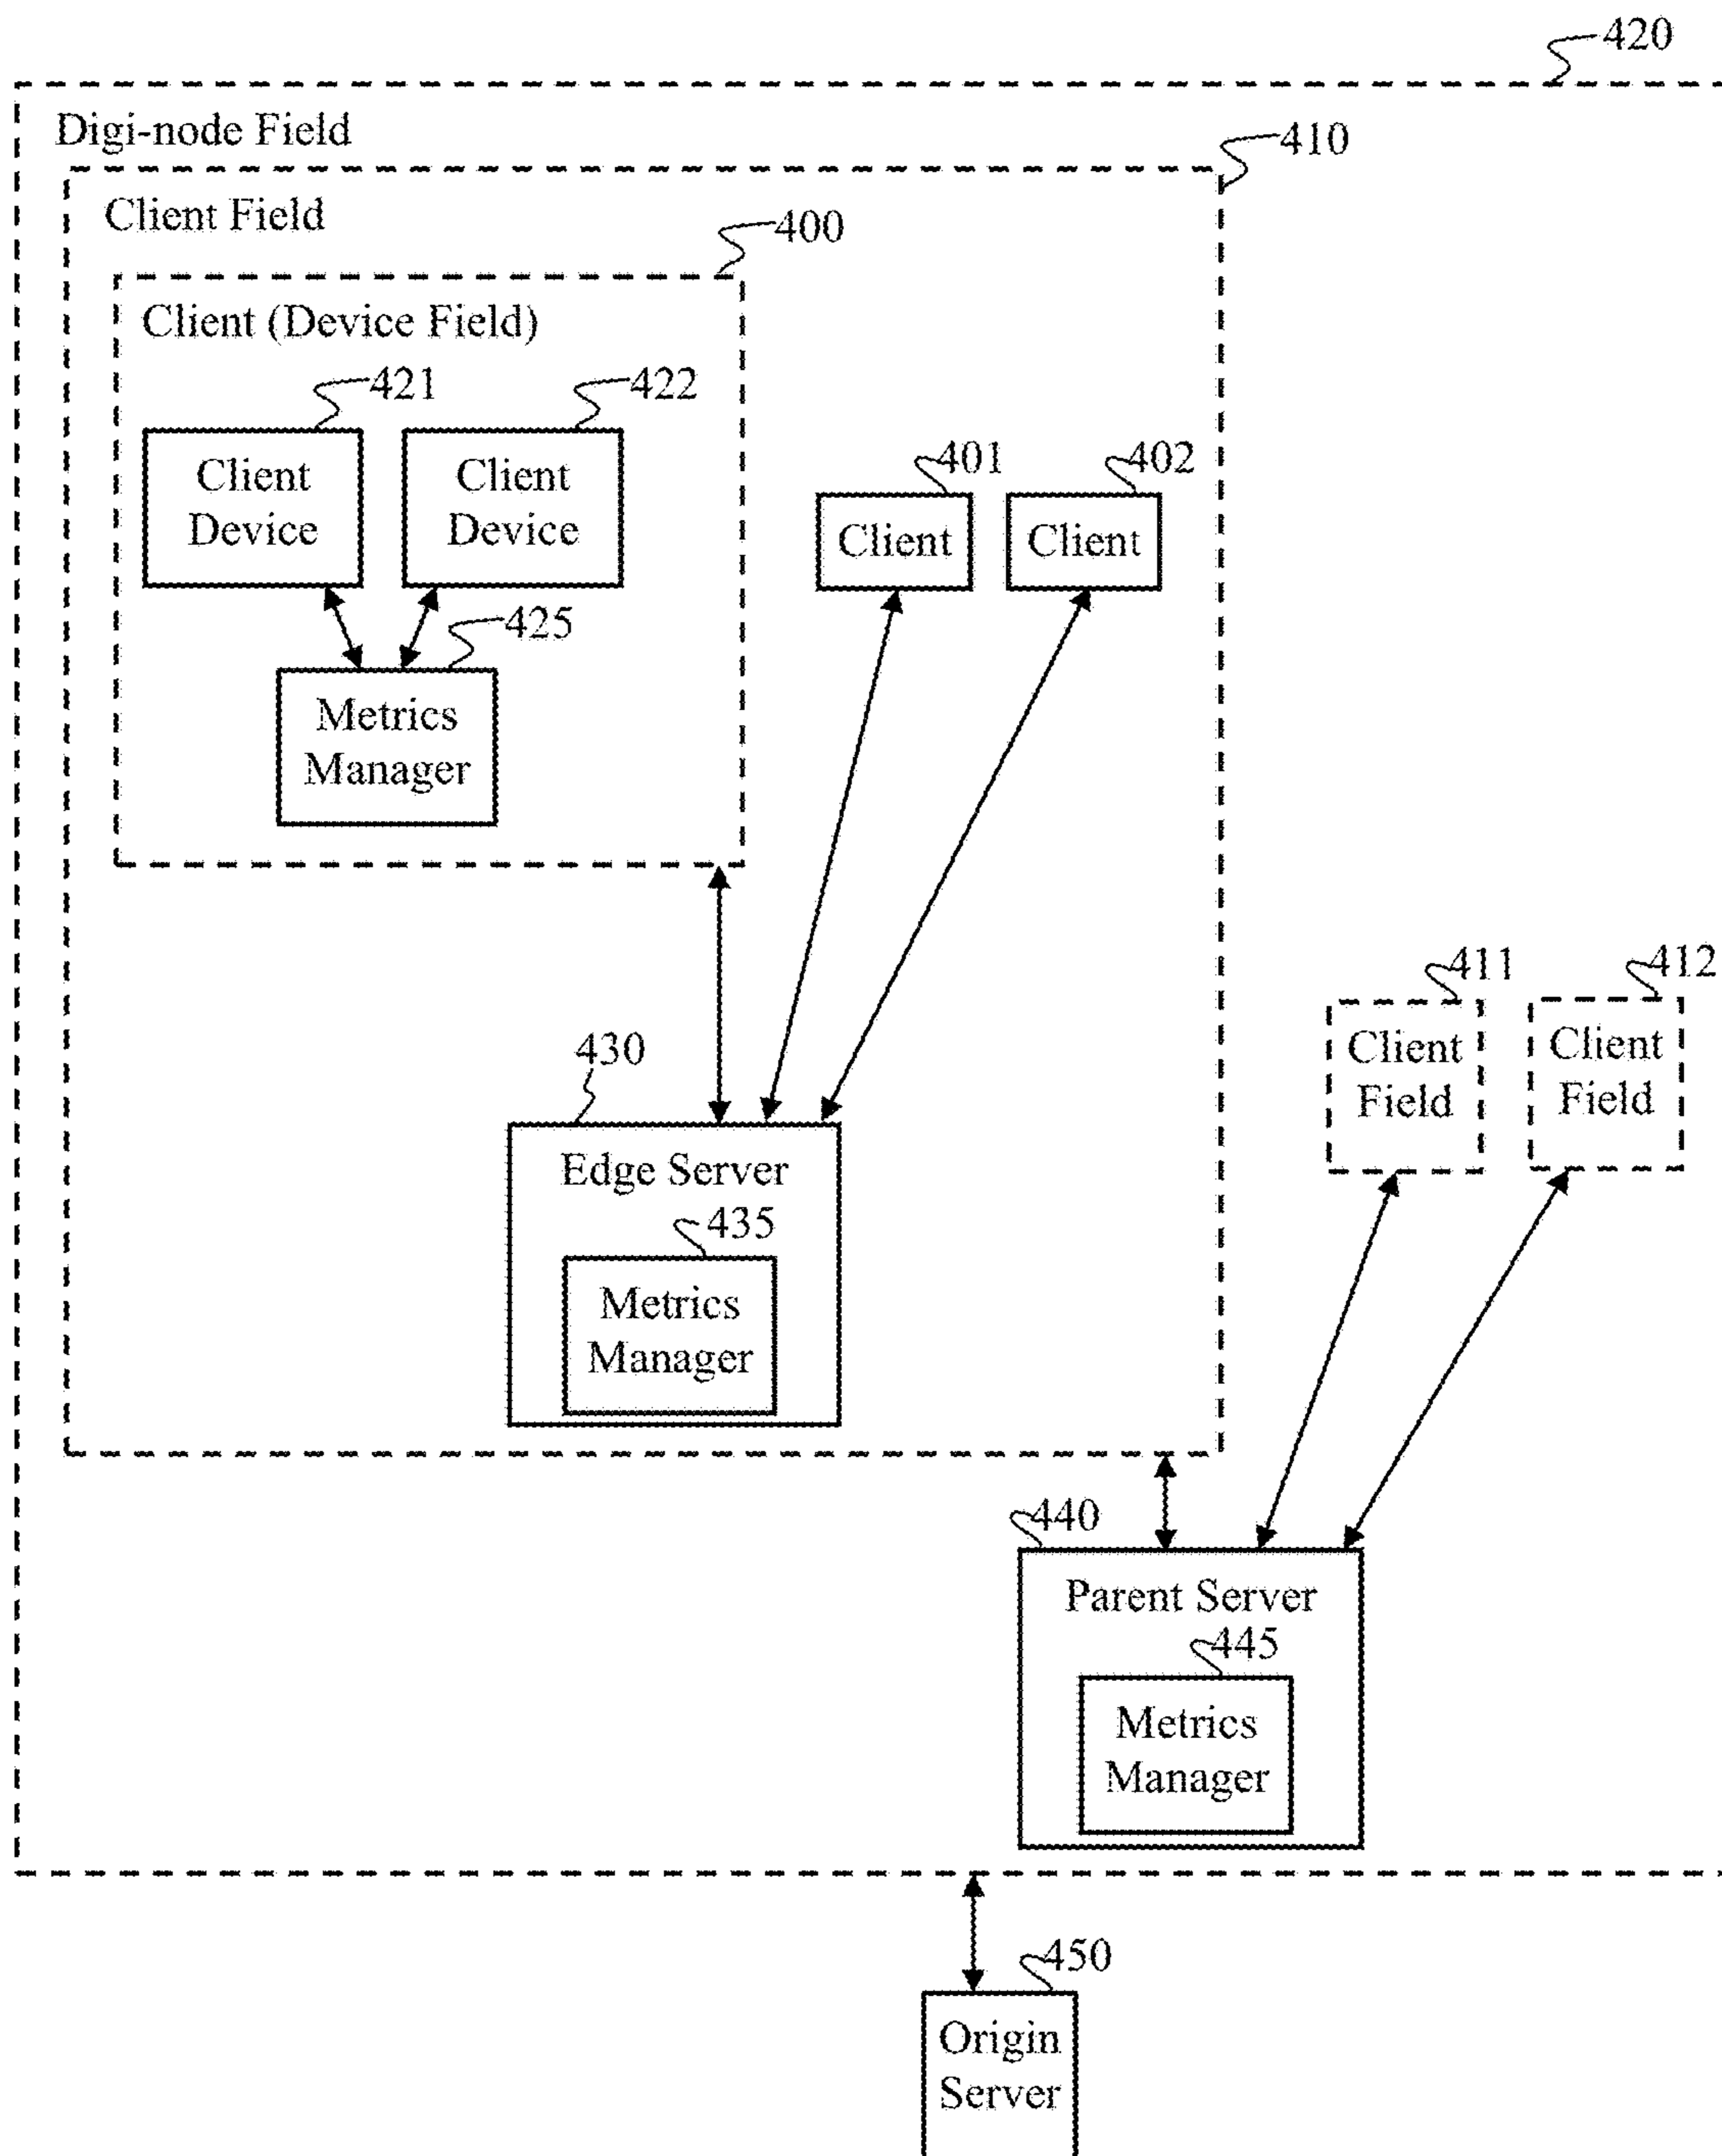 420
Digi-node Field
410
Client Field
400
Client (Device Field)
421
422
Client
Device
Client
Device
401
402
Client
Client
425
Metrics
Manager
411
412
Client
Field
Client
Field
430
Edge Server
435
Metrics
Manager
440
Parent Server
445
Metrics
Manager
450
Origin
Server